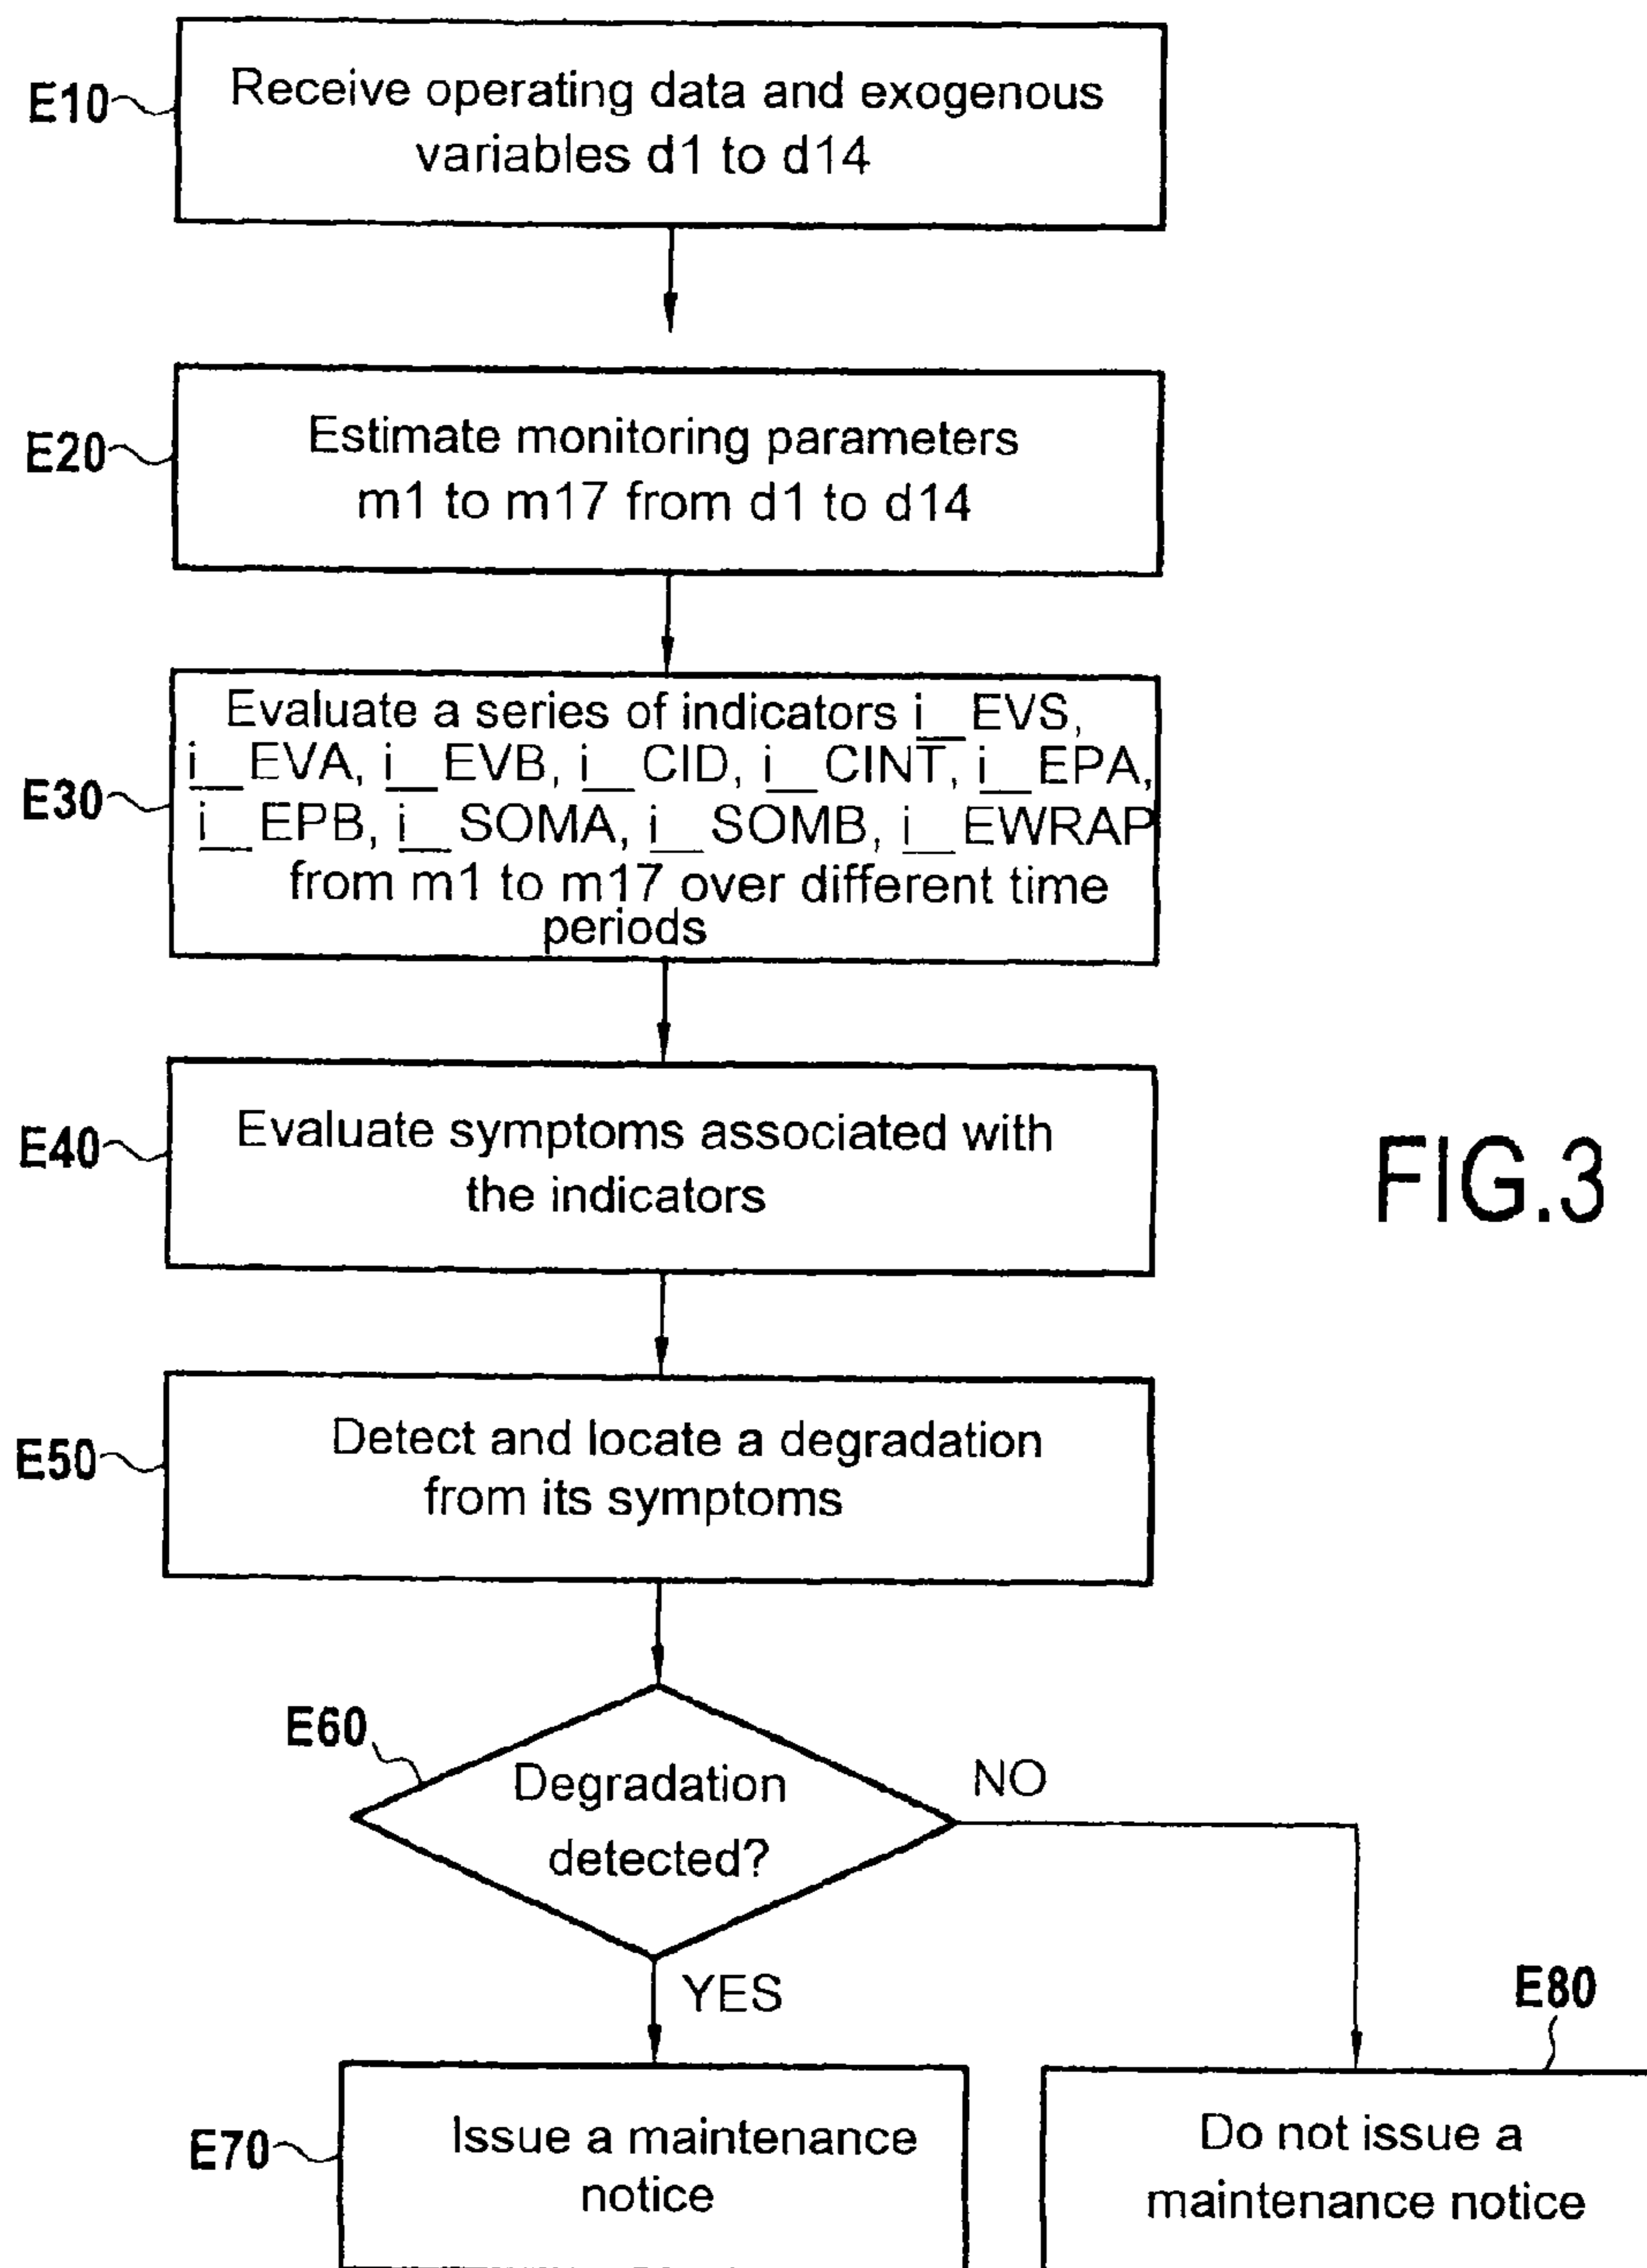 E10
Receive operating data and exogenous
variables d1 to d14
E20
Estimate monitoring parameters
m1 to m17 from d1 to d14
E30
Evaluate a series of indicators i_EVS,
i_EVA, i_EVB, i_CID, i_CINT, i_EPA,
i_EPB, i_SOMA, i_SOMB, i_EWRAP
from m1 to m17 over different time
periods
E40
Evaluate symptoms associated with
the indicators
FIG.3
E50
Detect and locate a degradation
from its symptoms
E60
Degradation
detected?
NO
YES
E80
E70
Issue a maintenance
notice
Do not issue a
maintenance notice